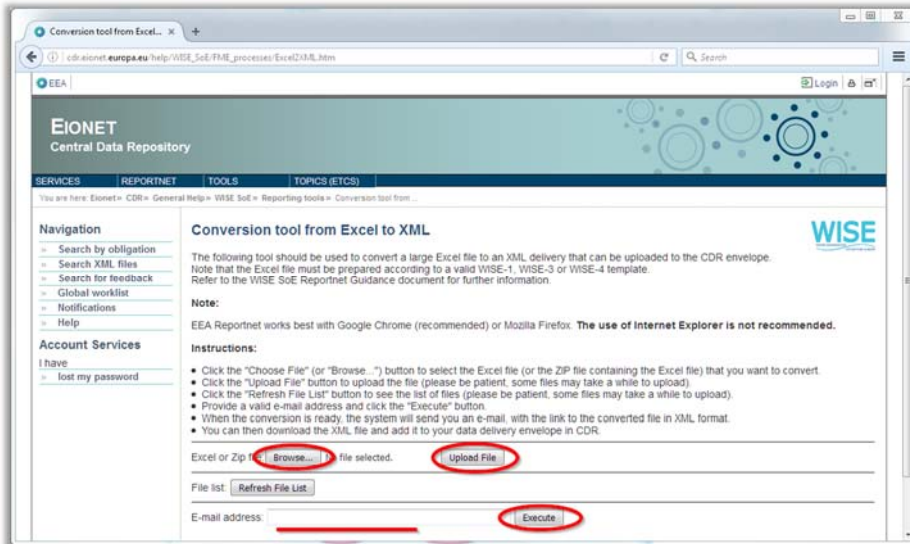 Conversion tool from Excel... × +
cdr.eionet.europa.eu/help/WISE_SoE/FME_processes/Excel2XML.htm
Search
EEA
Login
EIONET
Central Data Repository
SERVICES REPORTNET TOOLS TOPICS (ETCS)
You are here: Eionet » CDR » General Help » WISE SoE » Reporting tools » Conversion tool from ...
Navigation
» Search by obligation
» Search XML files
» Search for feedback
» Global worklist
» Notifications
» Help
Account Services
I have
» lost my password
Conversion tool from Excel to XML
WISE
The following tool should be used to convert a large Excel file to an XML delivery that can be uploaded to the CDR envelope.
Note that the Excel file must be prepared according to a valid WISE-1, WISE-3 or WISE-4 template.
Refer to the WISE SoE Reportnet Guidance document for further information.
Note:
EEA Reportnet works best with Google Chrome (recommended) or Mozilla Firefox. The use of Internet Explorer is not recommended.
Instructions:
• Click the "Choose File" (or "Browse...") button to select the Excel file (or the ZIP file containing the Excel file) that you want to convert.
• Click the "Upload File" button to upload the file (please be patient, some files may take a while to upload).
• Click the "Refresh File List" button to see the list of files (please be patient, some files may take a while to upload).
• Provide a valid e-mail address and click the "Execute" button.
• When the conversion is ready, the system will send you an e-mail, with the link to the converted file in XML format.
• You can then download the XML file and add it to your data delivery envelope in CDR.
Excel or Zip file Browse... No file selected. Upload File
File list: Refresh File List
E-mail address: Execute